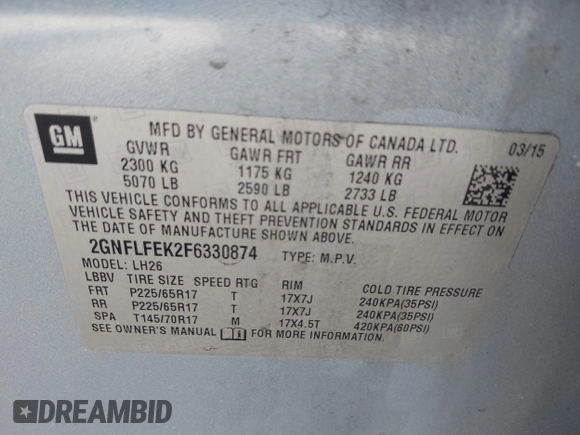 GM
MFD BY GENERAL MOTORS OF CANADA LTD. 03/15
GVWR GAWR FRT GAWR RR
2300 KG 1175 KG 1240 KG
5070 LB 2590 LB 2733 LB
THIS VEHICLE CONFORMS TO ALL APPLICABLE U.S. FEDERAL MOTOR
VEHICLE SAFETY AND THEFT PREVENTION STANDARDS IN EFFECT ON
THE DATE OF MANUFACTURE SHOWN ABOVE.
2GNFLFEK2F6330874 TYPE: M.P.V.
MODEL: LH26
LBBV TIRE SIZE SPEED RTG RIM COLD TIRE PRESSURE
FRT P225/65R17 T 17X7J 240KPA(35PSI)
RR P225/65R17 T 17X7J 240KPA(35PSI)
SPA T145/70R17 M 17X4.5T 420KPA(60PSI)
SEE OWNER'S MANUAL FOR MORE INFORMATION.
DREAMBID